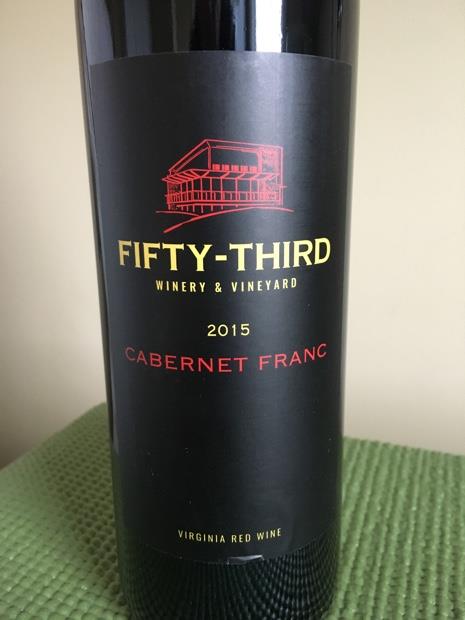 FIFTY-THIRD
WINERY & VINEYARD
2015
CABERNET FRANC
VIRGINIA RED WINE